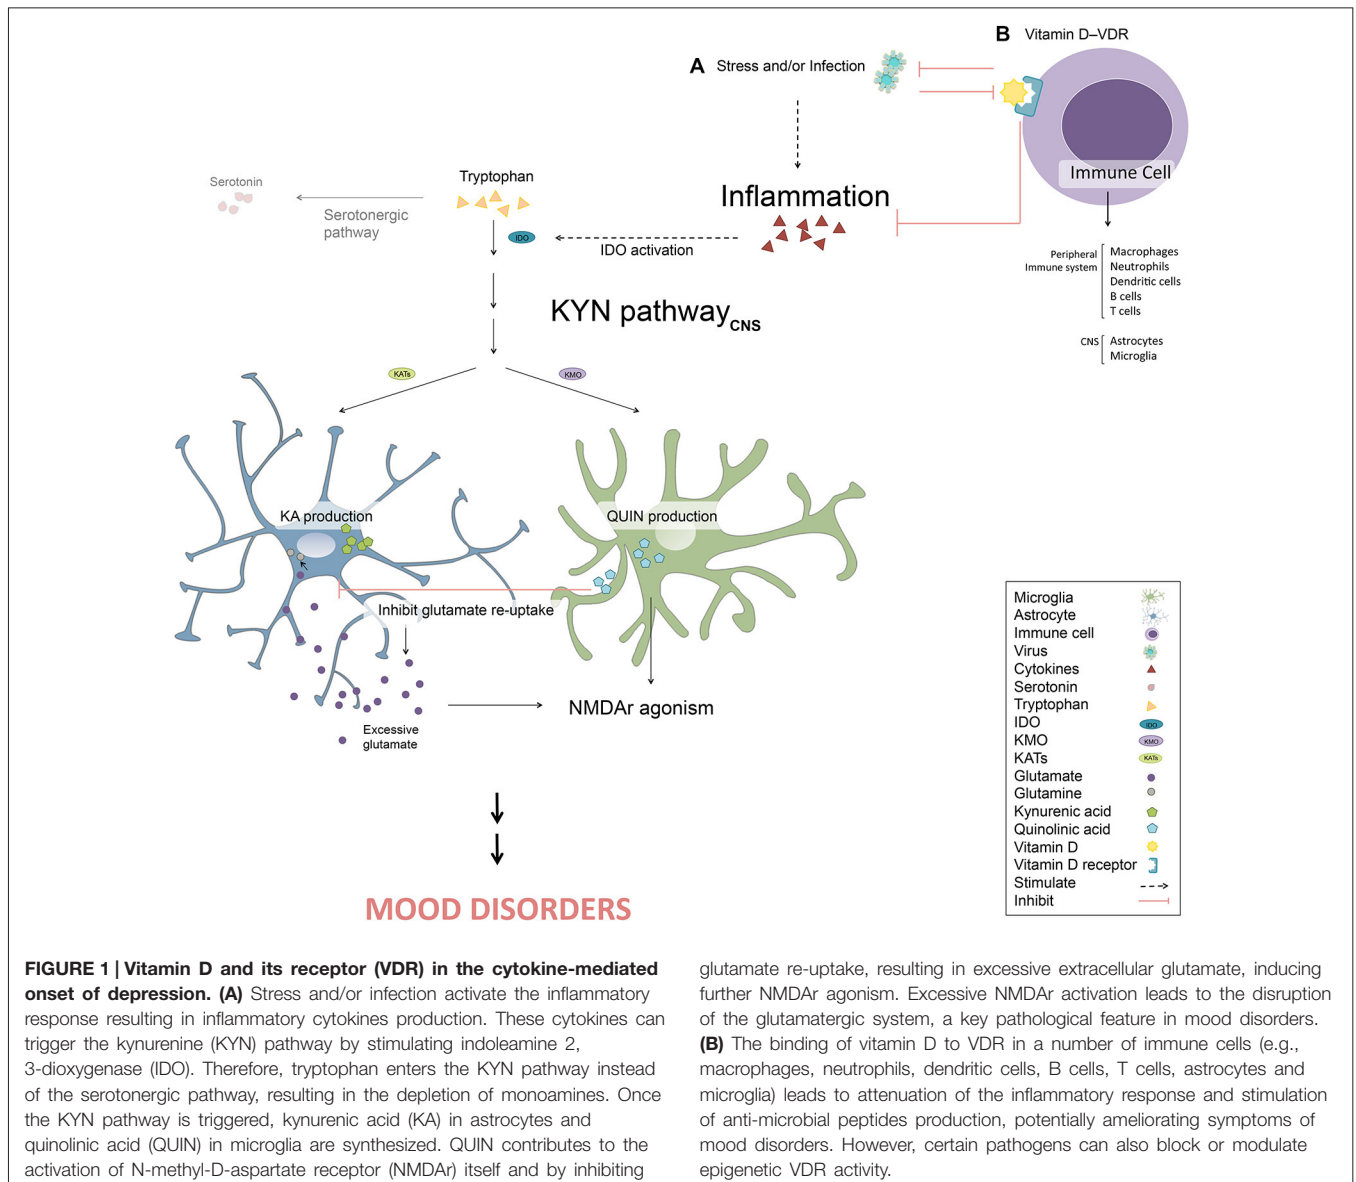 B Vitamin D–VDR
A Stress and/or Infection
Immune Cell
Tryptophan
Serotonin
Serotonergic
pathway
Inflammation
IDO
IDO activation
Peripheral
Immune system
Macrophages
Neutrophils
Dendritic cells
B cells
T cells
CNS
Astrocytes
Microglia
KYN pathwayCNS
KATs
KMO
KA production
QUIN production
Inhibit glutamate re-uptake
NMDAr agonism
Excessive
glutamate
MOOD DISORDERS
Microglia
Astrocyte
Immune cell
Virus
Cytokines
Serotonin
Tryptophan
IDO IDO
KMO KMO
KATs KATs
Glutamate
Glutamine
Kynurenic acid
Quinolinic acid
Vitamin D
Vitamin D receptor
Stimulate
Inhibit
FIGURE 1 | Vitamin D and its receptor (VDR) in the cytokine-mediated
onset of depression. (A) Stress and/or infection activate the inflammatory
response resulting in inflammatory cytokines production. These cytokines can
trigger the kynurenine (KYN) pathway by stimulating indoleamine 2,
3-dioxygenase (IDO). Therefore, tryptophan enters the KYN pathway instead
of the serotonergic pathway, resulting in the depletion of monoamines. Once
the KYN pathway is triggered, kynurenic acid (KA) in astrocytes and
quinolinic acid (QUIN) in microglia are synthesized. QUIN contributes to the
activation of N-methyl-D-aspartate receptor (NMDAr) itself and by inhibiting
glutamate re-uptake, resulting in excessive extracellular glutamate, inducing
further NMDAr agonism. Excessive NMDAr activation leads to the disruption
of the glutamatergic system, a key pathological feature in mood disorders.
(B) The binding of vitamin D to VDR in a number of immune cells (e.g.,
macrophages, neutrophils, dendritic cells, B cells, T cells, astrocytes and
microglia) leads to attenuation of the inflammatory response and stimulation
of anti-microbial peptides production, potentially ameliorating symptoms of
mood disorders. However, certain pathogens can also block or modulate
epigenetic VDR activity.